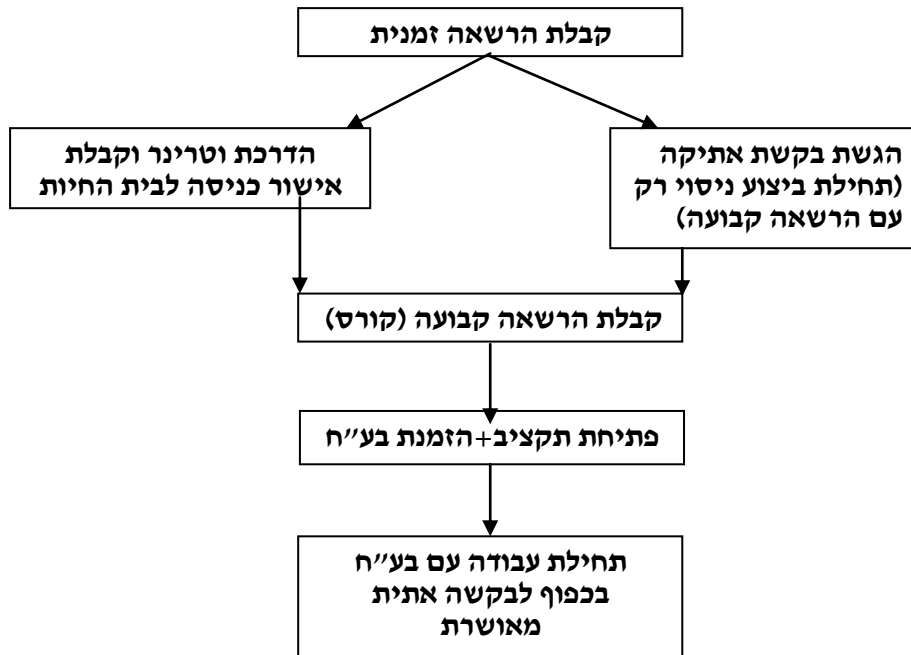 קבלת הרשאה זמנית
הגשת בקשת אתיקה
(תחילת ביצוע ניסוי רק
עם הרשאה קבועה)
הדרכת וטרינר וקבלת
אישור כניסה לבית החיות
קבלת הרשאה קבועה (קורס)
פתיחת תקציב+הזמנת בע״ח
תחילת עבודה עם בע״ח
בכפוף לבקשה אתית
מאושרת